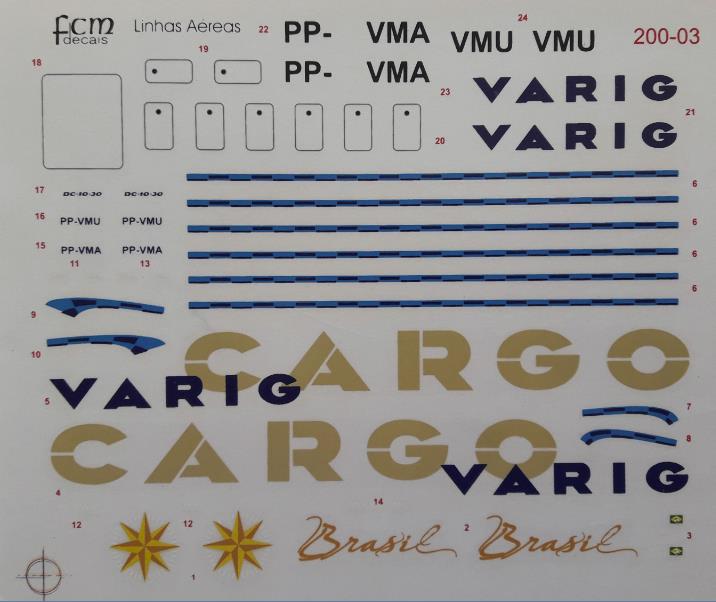 fcm
decais
Linhas Aéreas
22
PP- VMA
24
VMU VMU
200-03
19
18
PP- VMA
23
VARIG
21
VARIG
20
17
DC-10-30 DC-10-30
6
16
PP-VMU PP-VMU
6
6
15
PP-VMA PP-VMA
11 13
6
6
9
10
CARGO
5
VARIG
7
8
CARGO
VARIG
4
14
12 12
Brasil
2
Brasil
3
1